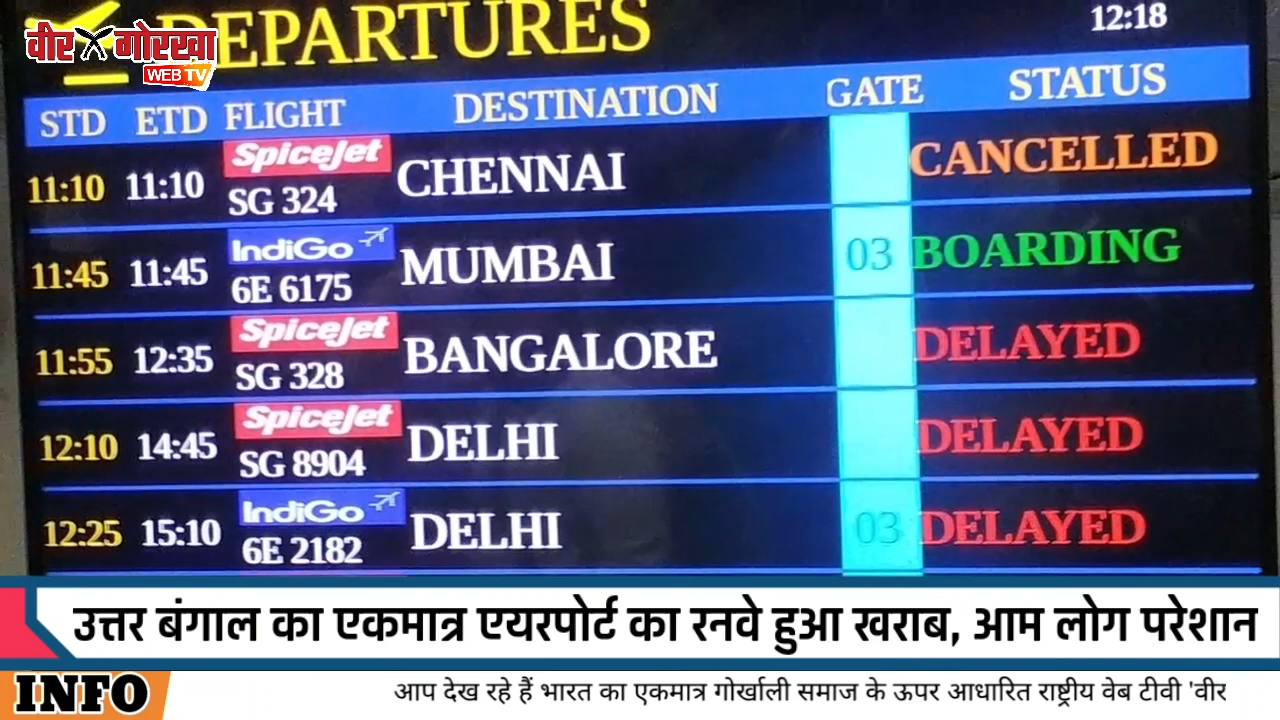 वीर गोरखा
WEB TV
DEPARTURES
12:18
STD ETD FLIGHT DESTINATION GATE STATUS
SpiceJet
11:10 11:10 SG 324 CHENNAI CANCELLED
IndiGo
11:45 11:45 6E 6175 MUMBAI 03 BOARDING
SpiceJet
11:55 12:35 SG 328 BANGALORE DELAYED
SpiceJet
12:10 14:45 SG 8904 DELHI DELAYED
IndiGo
12:25 15:10 6E 2182 DELHI 03 DELAYED
उत्तर बंगाल का एकमात्र एयरपोर्ट का रनवे हुआ खराब, आम लोग परेशान
INFO
आप देख रहे हैं भारत का एकमात्र गोर्खाली समाज के ऊपर आधारित राष्ट्रीय वेब टीवी 'वीर